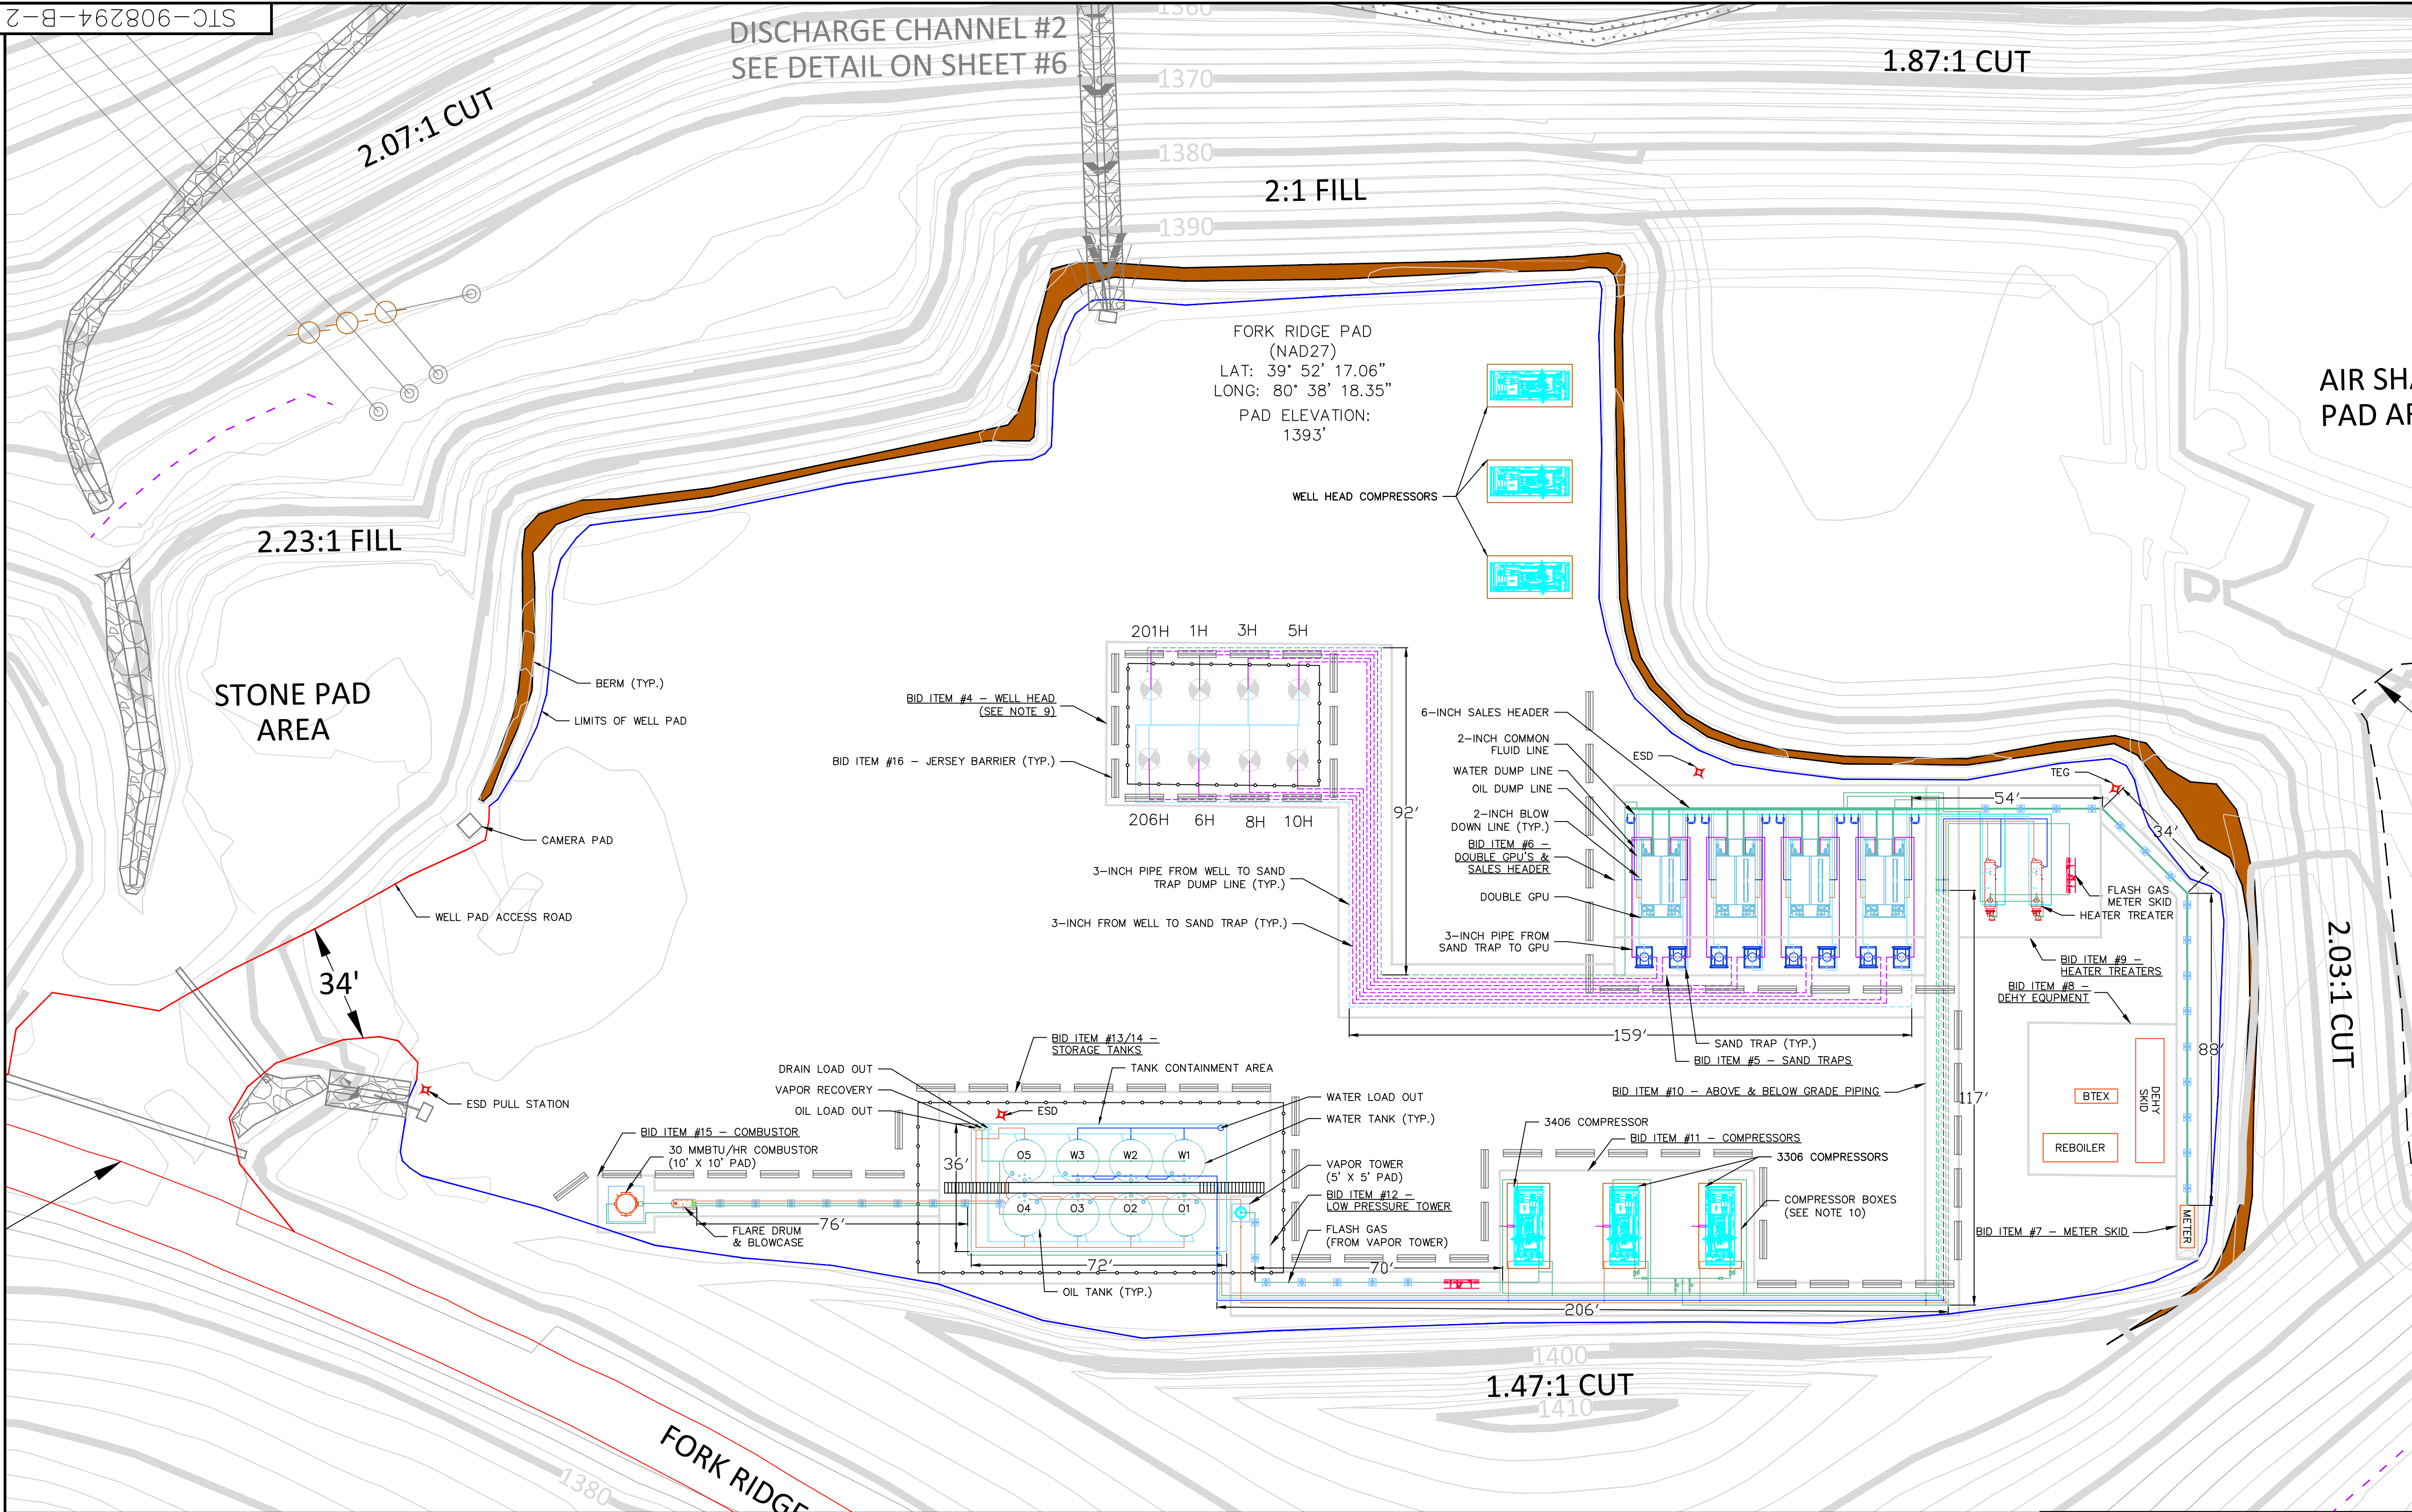 STC-908294-B-2
DISCHARGE CHANNEL #2
SEE DETAIL ON SHEET #6
1360
1370
1380
1390
1.87:1 CUT
2.07:1 CUT
2:1 FILL
2.23:1 FILL
FORK RIDGE PAD
(NAD27)
LAT: 39° 52' 17.06"
LONG: 80° 38' 18.35"
PAD ELEVATION:
1393'
WELL HEAD COMPRESSORS
AIR
PAD
STONE PAD
AREA
BERM (TYP.)
LIMITS OF WELL PAD
CAMERA PAD
WELL PAD ACCESS ROAD
34'
ESD PULL STATION
201H 1H 3H 5H
BID ITEM #4 – WELL HEAD
(SEE NOTE 9)
BID ITEM #16 – JERSEY BARRIER (TYP.)
206H 6H 8H 10H
92'
3-INCH PIPE FROM WELL TO SAND
TRAP DUMP LINE (TYP.)
3-INCH FROM WELL TO SAND TRAP (TYP.)
6-INCH SALES HEADER
2-INCH COMMON
FLUID LINE
WATER DUMP LINE
OIL DUMP LINE
2-INCH BLOW
DOWN LINE (TYP.)
BID ITEM #6 –
DOUBLE GPU'S &
SALES HEADER
DOUBLE GPU
3-INCH PIPE FROM
SAND TRAP TO GPU
ESD
TEG
54'
34'
FLASH GAS
METER SKID
HEATER TREATER
BID ITEM #9 –
HEATER TREATERS
BID ITEM #8 –
DEHY EQUPMENT
2.03:1 CUT
88'
159'
SAND TRAP (TYP.)
BID ITEM #5 – SAND TRAPS
BID ITEM #10 – ABOVE & BELOW GRADE PIPING
117'
BTEX
DEHY
SKID
REBOILER
METER
BID ITEM #7 – METER SKID
BID ITEM #13/14 –
STORAGE TANKS
DRAIN LOAD OUT
VAPOR RECOVERY
OIL LOAD OUT
TANK CONTAINMENT AREA
ESD
WATER LOAD OUT
WATER TANK (TYP.)
BID ITEM #15 – COMBUSTOR
30 MMBTU/HR COMBUSTOR
(10' X 10' PAD)
36'
O5 W3 W2 W1
O4 O3 O2 O1
FLARE DRUM
& BLOWCASE
76'
72'
OIL TANK (TYP.)
VAPOR TOWER
(5' X 5' PAD)
BID ITEM #12 –
LOW PRESSURE TOWER
FLASH GAS
(FROM VAPOR TOWER)
70'
3406 COMPRESSOR
BID ITEM #11 – COMPRESSORS
3306 COMPRESSORS
COMPRESSOR BOXES
(SEE NOTE 10)
206'
1400
1.47:1 CUT
1410
1380
FORK RIDGE